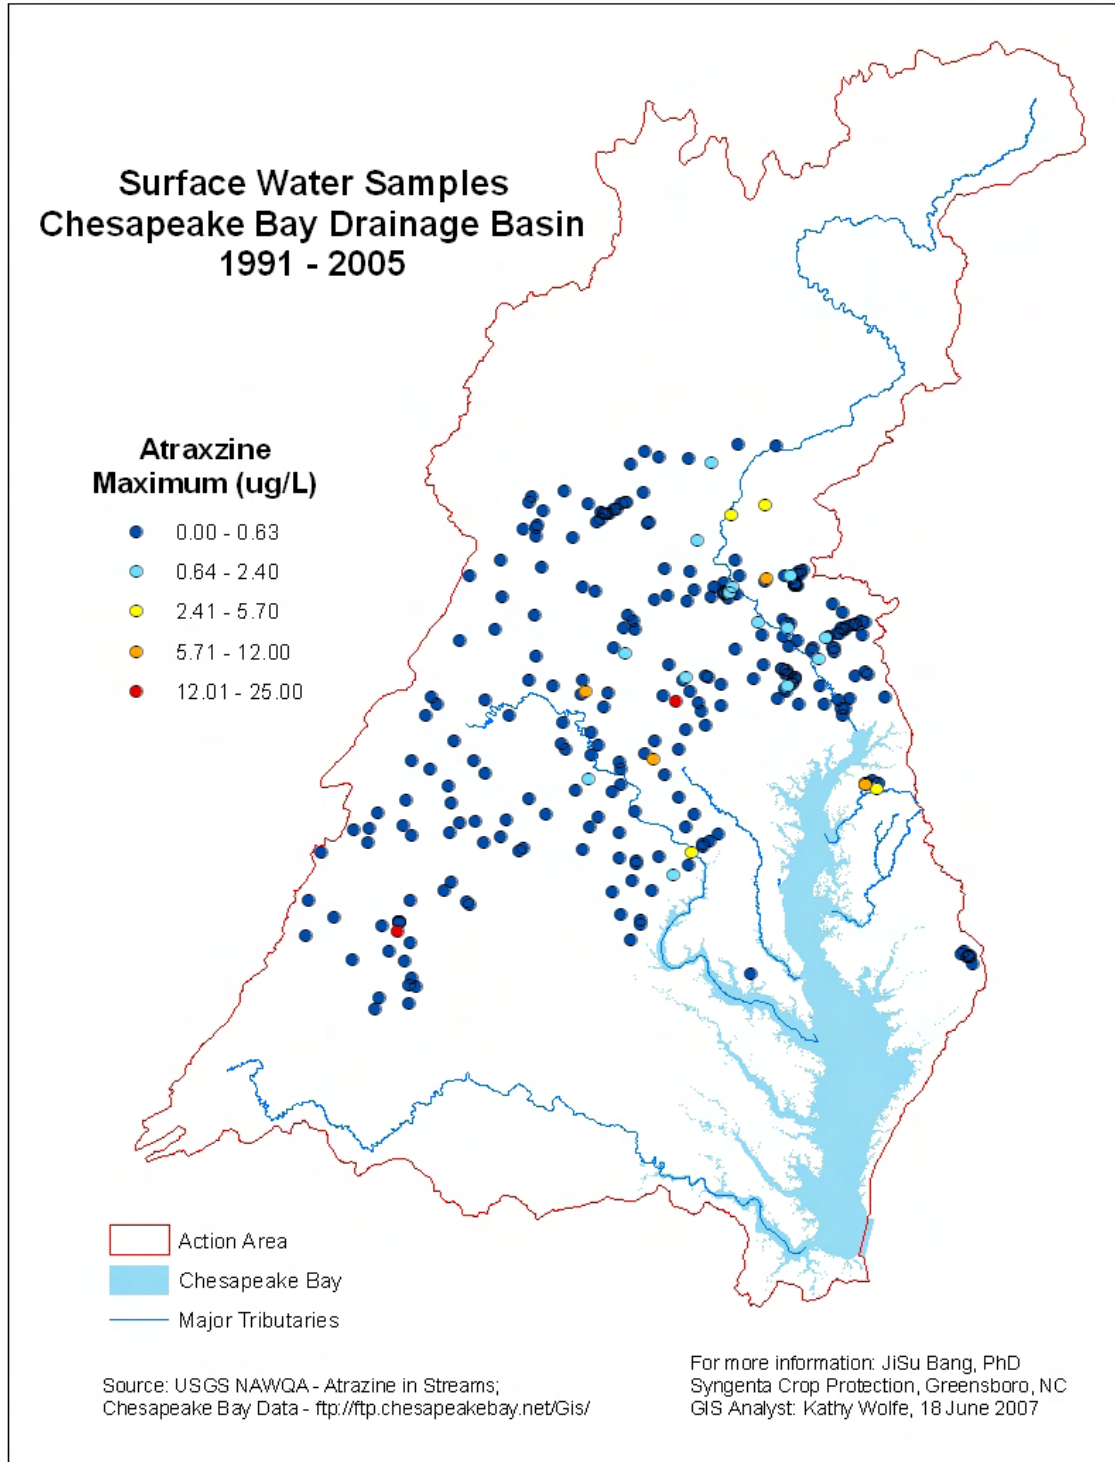 Surface Water Samples
Chesapeake Bay Drainage Basin
1991 - 2005
Atraxzine
Maximum (ug/L)
0.00 - 0.63
0.64 - 2.40
2.41 - 5.70
5.71 - 12.00
12.01 - 25.00
Action Area
Chesapeake Bay
Major Tributaries
Source: USGS NAWQA - Atrazine in Streams;
Chesapeake Bay Data - ftp://ftp.chesapeakebay.net/Gis/
For more information: JiSu Bang, PhD
Syngenta Crop Protection, Greensboro, NC
GIS Analyst: Kathy Wolfe, 18 June 2007